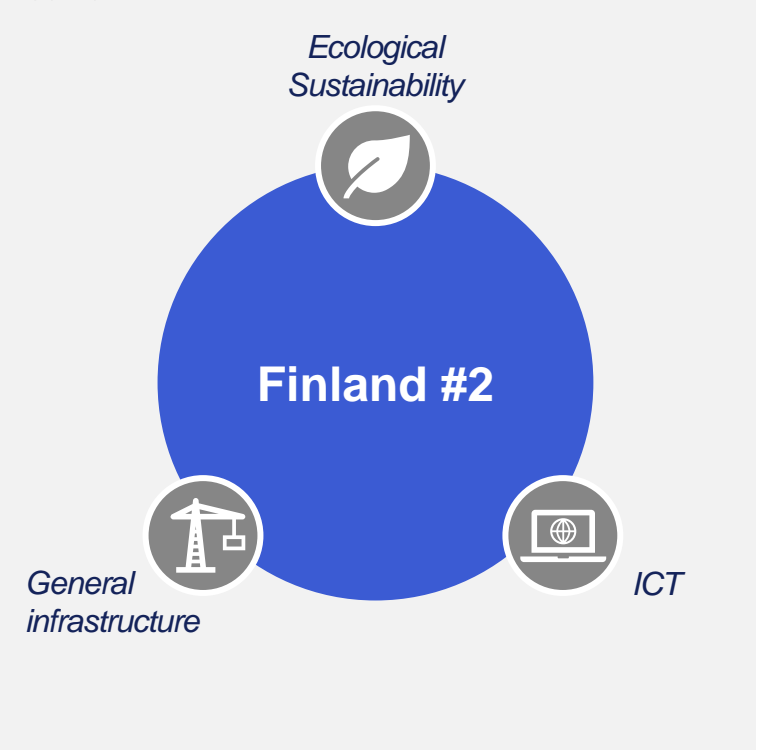 Ecological
Sustainability
Finland #2
General
infrastructure
ICT